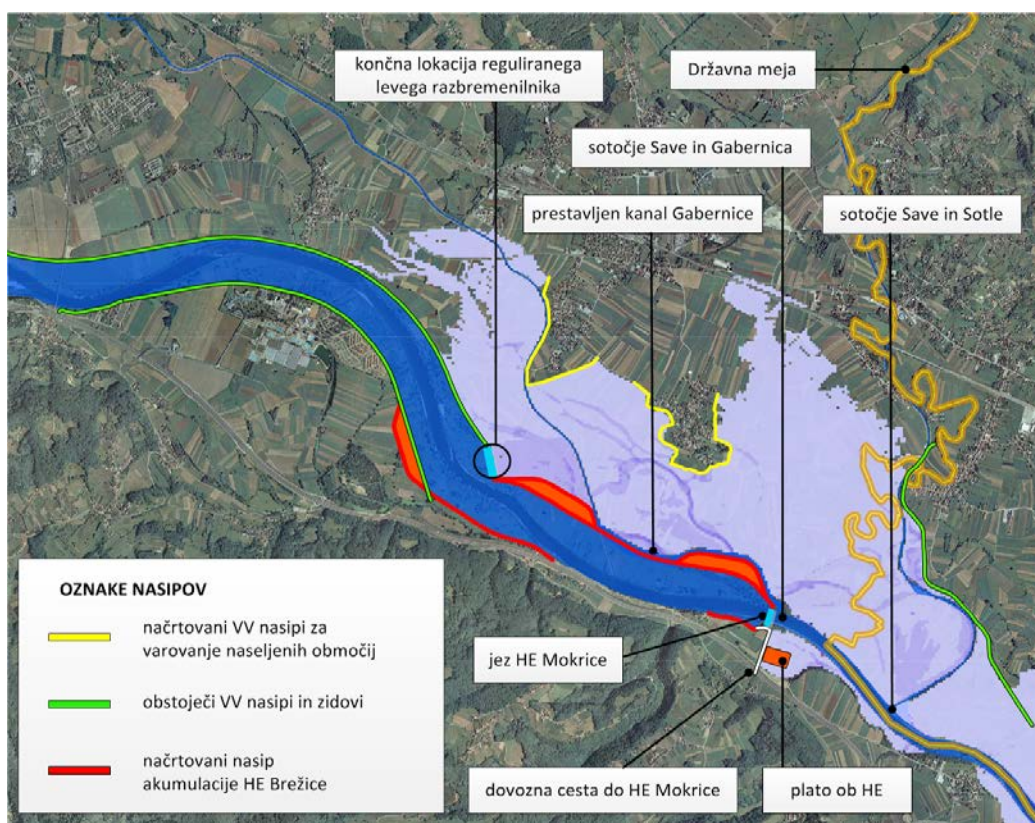 končna lokacija reguliranega
levega razbremenilnika
Državna meja
sotočje Save in Gabernica
prestavljen kanal Gabernice
sotočje Save in Sotle
OZNAKE NASIPOV
načrtovani VV nasipi za
varovanje naseljenih območij
obstoječi VV nasipi in zidovi
načrtovani nasip
akumulacije HE Brežice
jez HE Mokrice
dovozna cesta do HE Mokrice
plato ob HE